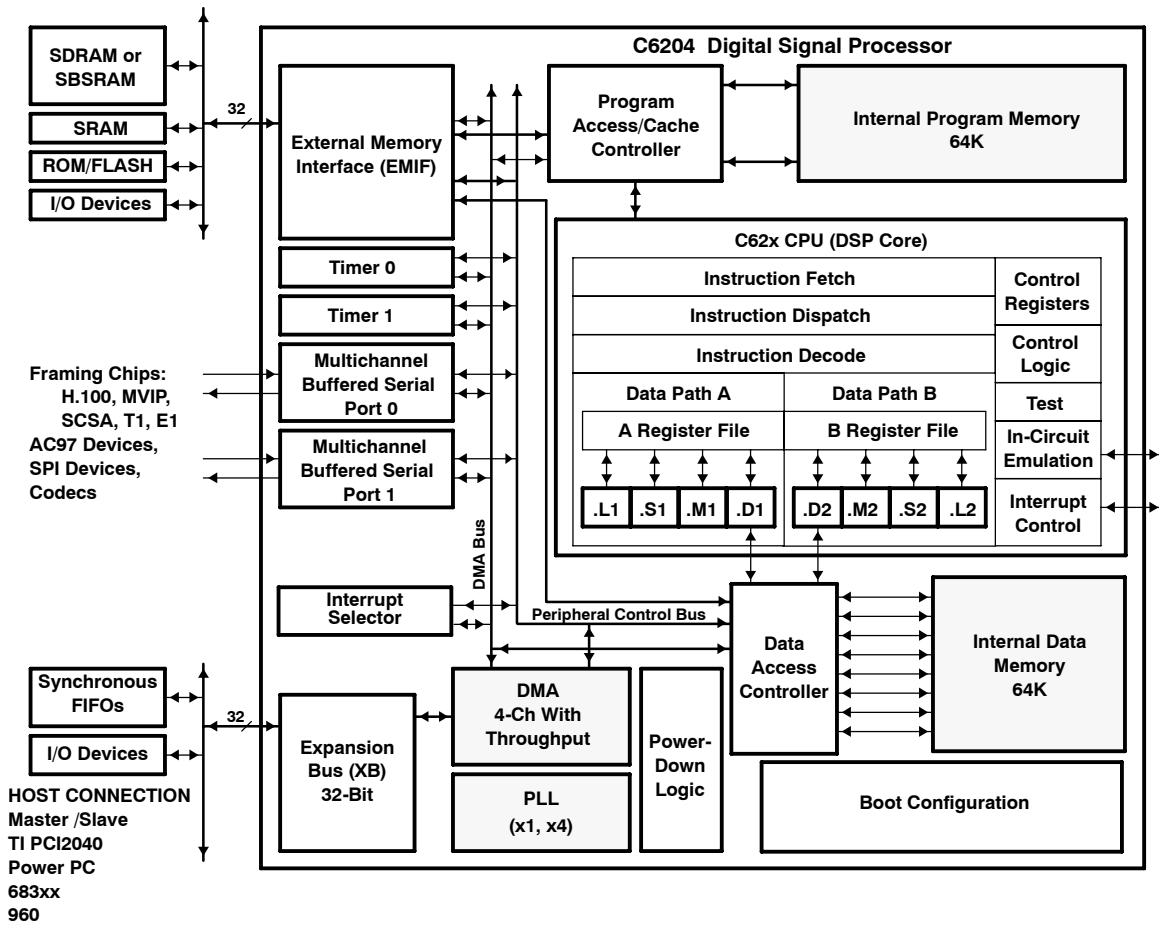 C6204 Digital Signal Processor
SDRAM or
SBSRAM
SRAM
ROM/FLASH
I/O Devices
32
External Memory
Interface (EMIF)
Program
Access/Cache
Controller
Internal Program Memory
64K
Timer 0
Timer 1
Framing Chips:
H.100, MVIP,
SCSA, T1, E1
AC97 Devices,
SPI Devices,
Codecs
Multichannel
Buffered Serial
Port 0
Multichannel
Buffered Serial
Port 1
C62x CPU (DSP Core)
Instruction Fetch
Instruction Dispatch
Instruction Decode
Control
Registers
Control
Logic
Test
In-Circuit
Emulation
Interrupt
Control
Data Path A
Data Path B
A Register File
B Register File
.L1 .S1 .M1 .D1
.D2 .M2 .S2 .L2
DMA Bus
Interrupt
Selector
Peripheral Control Bus
Data
Access
Controller
Internal Data
Memory
64K
Synchronous
FIFOs
I/O Devices
32
HOST CONNECTION
Master /Slave
TI PCI2040
Power PC
683xx
960
Expansion
Bus (XB)
32-Bit
DMA
4-Ch With
Throughput
PLL
(x1, x4)
Power-
Down
Logic
Boot Configuration